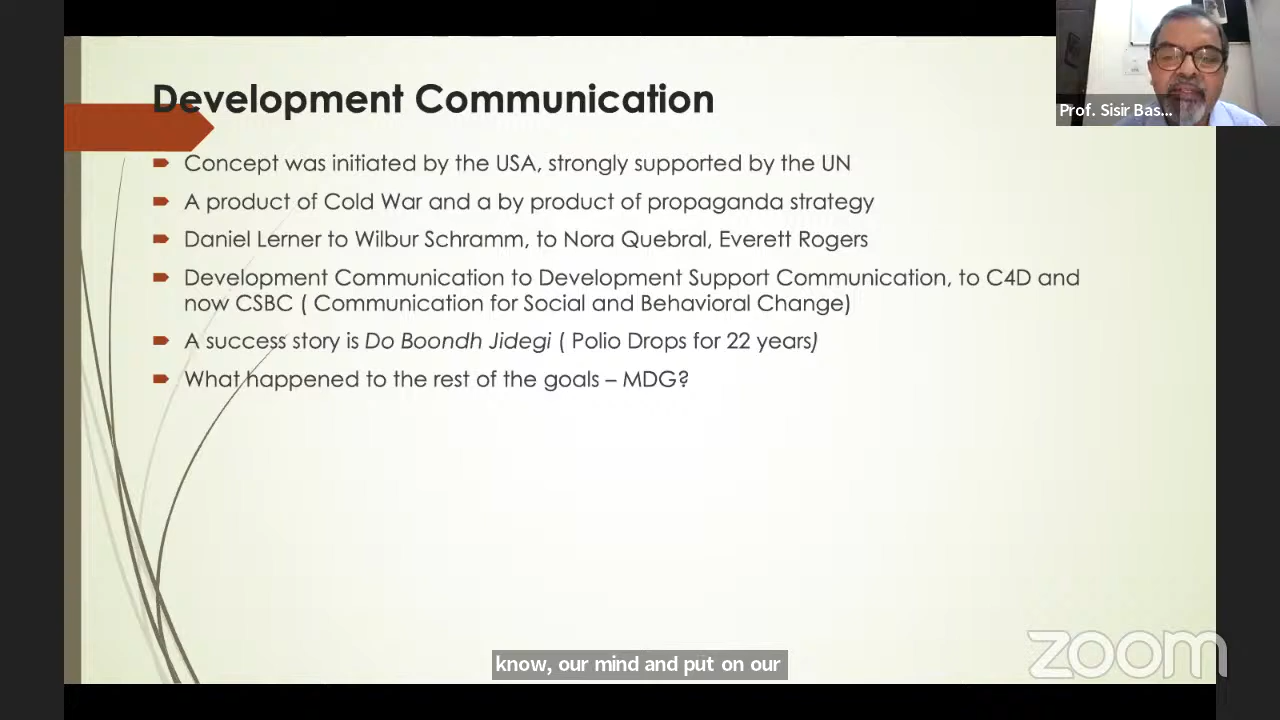 Development Communication
Prof. Sisir Bas...
Concept was initiated by the USA, strongly supported by the UN
A product of Cold War and a by product of propaganda strategy
Daniel Lerner to Wilbur Schramm, to Nora Quebral, Everett Rogers
Development Communication to Development Support Communication, to C4D and
now CSBC ( Communication for Social and Behavioral Change)
A success story is Do Boondh Jidegi ( Polio Drops for 22 years)
What happened to the rest of the goals – MDG?
know, our mind and put on our
zoom